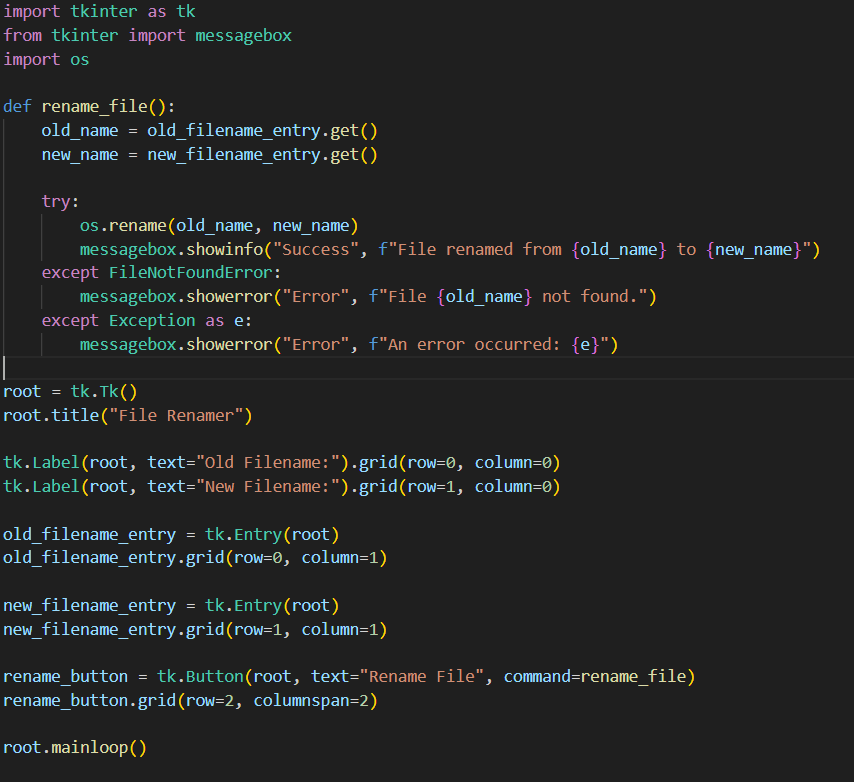 import tkinter as tk
from tkinter import messagebox
import os

def rename_file():
    old_name = old_filename_entry.get()
    new_name = new_filename_entry.get()

    try:
        os.rename(old_name, new_name)
        messagebox.showinfo("Success", f"File renamed from {old_name} to {new_name}")
    except FileNotFoundError:
        messagebox.showerror("Error", f"File {old_name} not found.")
    except Exception as e:
        messagebox.showerror("Error", f"An error occurred: {e}")

root = tk.Tk()
root.title("File Renamer")

tk.Label(root, text="Old Filename:").grid(row=0, column=0)
tk.Label(root, text="New Filename:").grid(row=1, column=0)

old_filename_entry = tk.Entry(root)
old_filename_entry.grid(row=0, column=1)

new_filename_entry = tk.Entry(root)
new_filename_entry.grid(row=1, column=1)

rename_button = tk.Button(root, text="Rename File", command=rename_file)
rename_button.grid(row=2, columnspan=2)

root.mainloop()